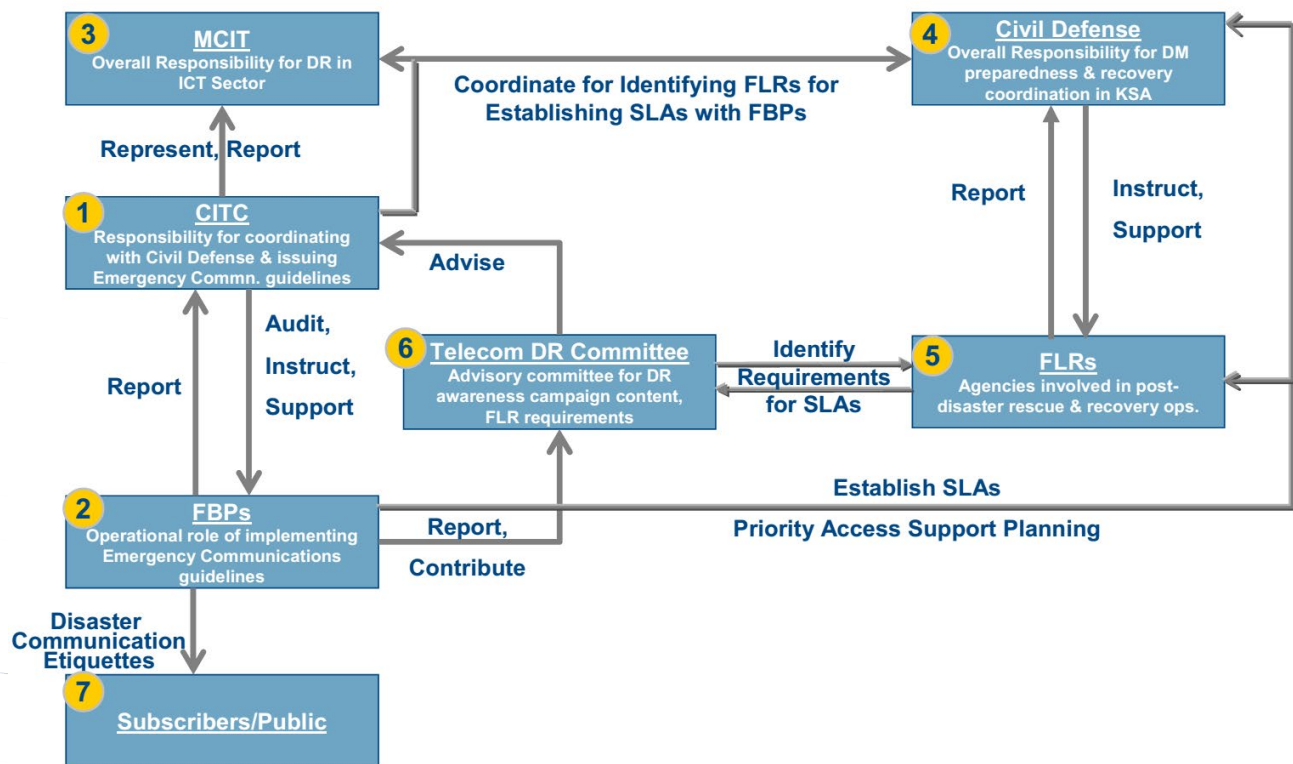 3
MCIT
Overall Responsibility for DR in
ICT Sector
4
Civil Defense
Overall Responsibility for DM
preparedness & recovery
coordination in KSA
Coordinate for Identifying FLRs for
Establishing SLAs with FBPs
Represent, Report
1
CITC
Responsibility for coordinating
with Civil Defense & issuing
Emergency Commn. guidelines
Report
Instruct,
Support
Advise
Audit,
Instruct,
Support
Report
6
Telecom DR Committee
Advisory committee for DR
awareness campaign content,
FLR requirements
Identify
Requirements
for SLAs
5
FLRs
Agencies involved in post-
disaster rescue & recovery ops.
2
FBPs
Operational role of implementing
Emergency Communications
guidelines
Report,
Contribute
Establish SLAs
Priority Access Support Planning
Disaster
Communication
Etiquettes
7
Subscribers/Public